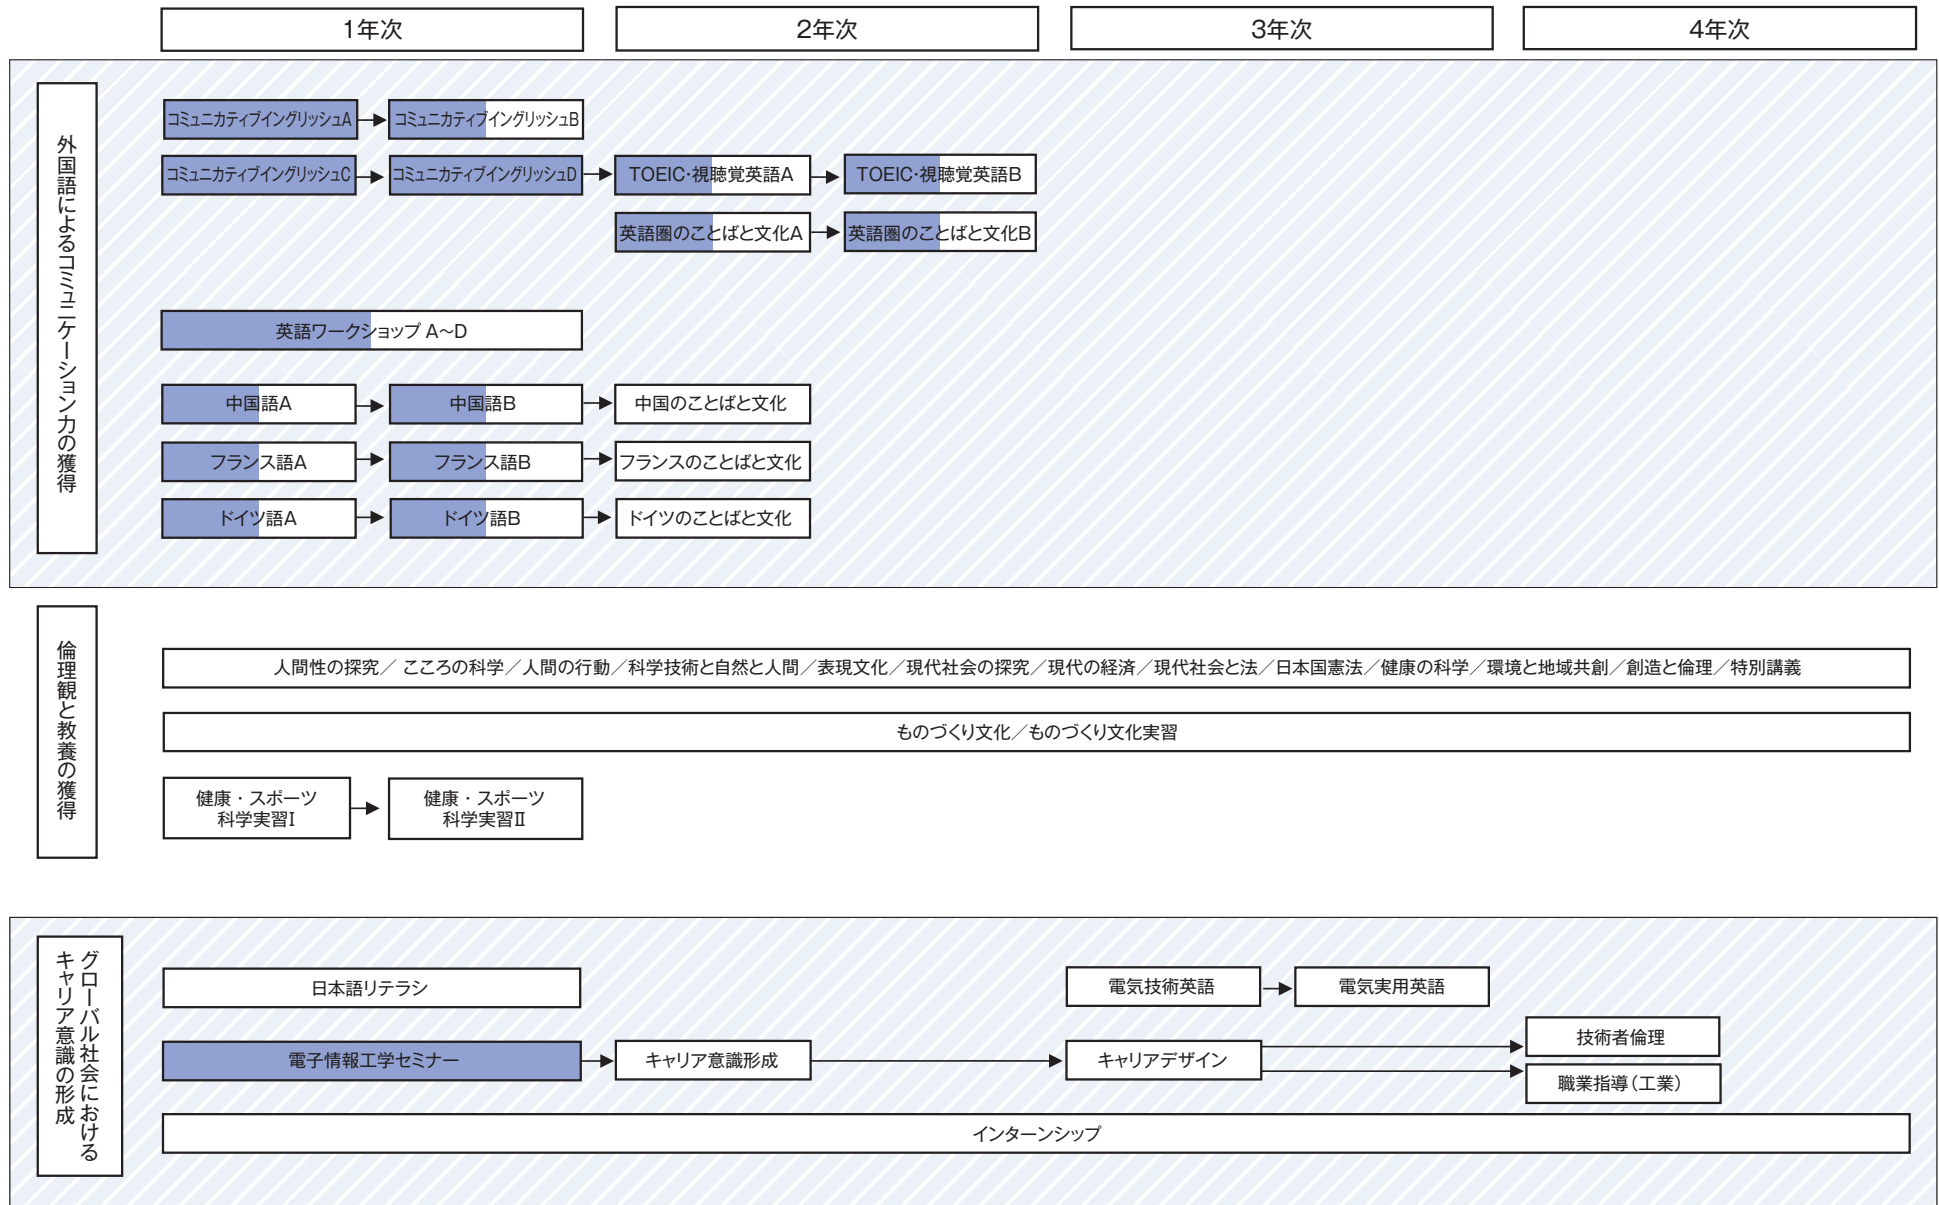 1年次
2年次
3年次
4年次
外国語によるコミュニケーション力の獲得
コミュニカティブイングリッシュA
コミュニカティブイングリッシュB
コミュニカティブイングリッシュC
コミュニカティブイングリッシュD
TOEIC・視聴覚英語A
TOEIC・視聴覚英語B
英語圏のことばと文化A
英語圏のことばと文化B
英語ワークショップ A～D
中国語A
中国語B
中国のことばと文化
フランス語A
フランス語B
フランスのことばと文化
ドイツ語A
ドイツ語B
ドイツのことばと文化
倫理観と教養の獲得
人間性の探究／ こころの科学／人間の行動／科学技術と自然と人間／表現文化／現代社会の探究／現代の経済／現代社会と法／日本国憲法／健康の科学／環境と地域共創／創造と倫理／特別講義
ものづくり文化／ものづくり文化実習
健康・スポーツ
科学実習Ⅰ
健康・スポーツ
科学実習Ⅱ
グローバル社会における
キャリア意識の形成
日本語リテラシ
電気技術英語
電気実用英語
電子情報工学セミナー
キャリア意識形成
キャリアデザイン
技術者倫理
職業指導（工業）
インターンシップ